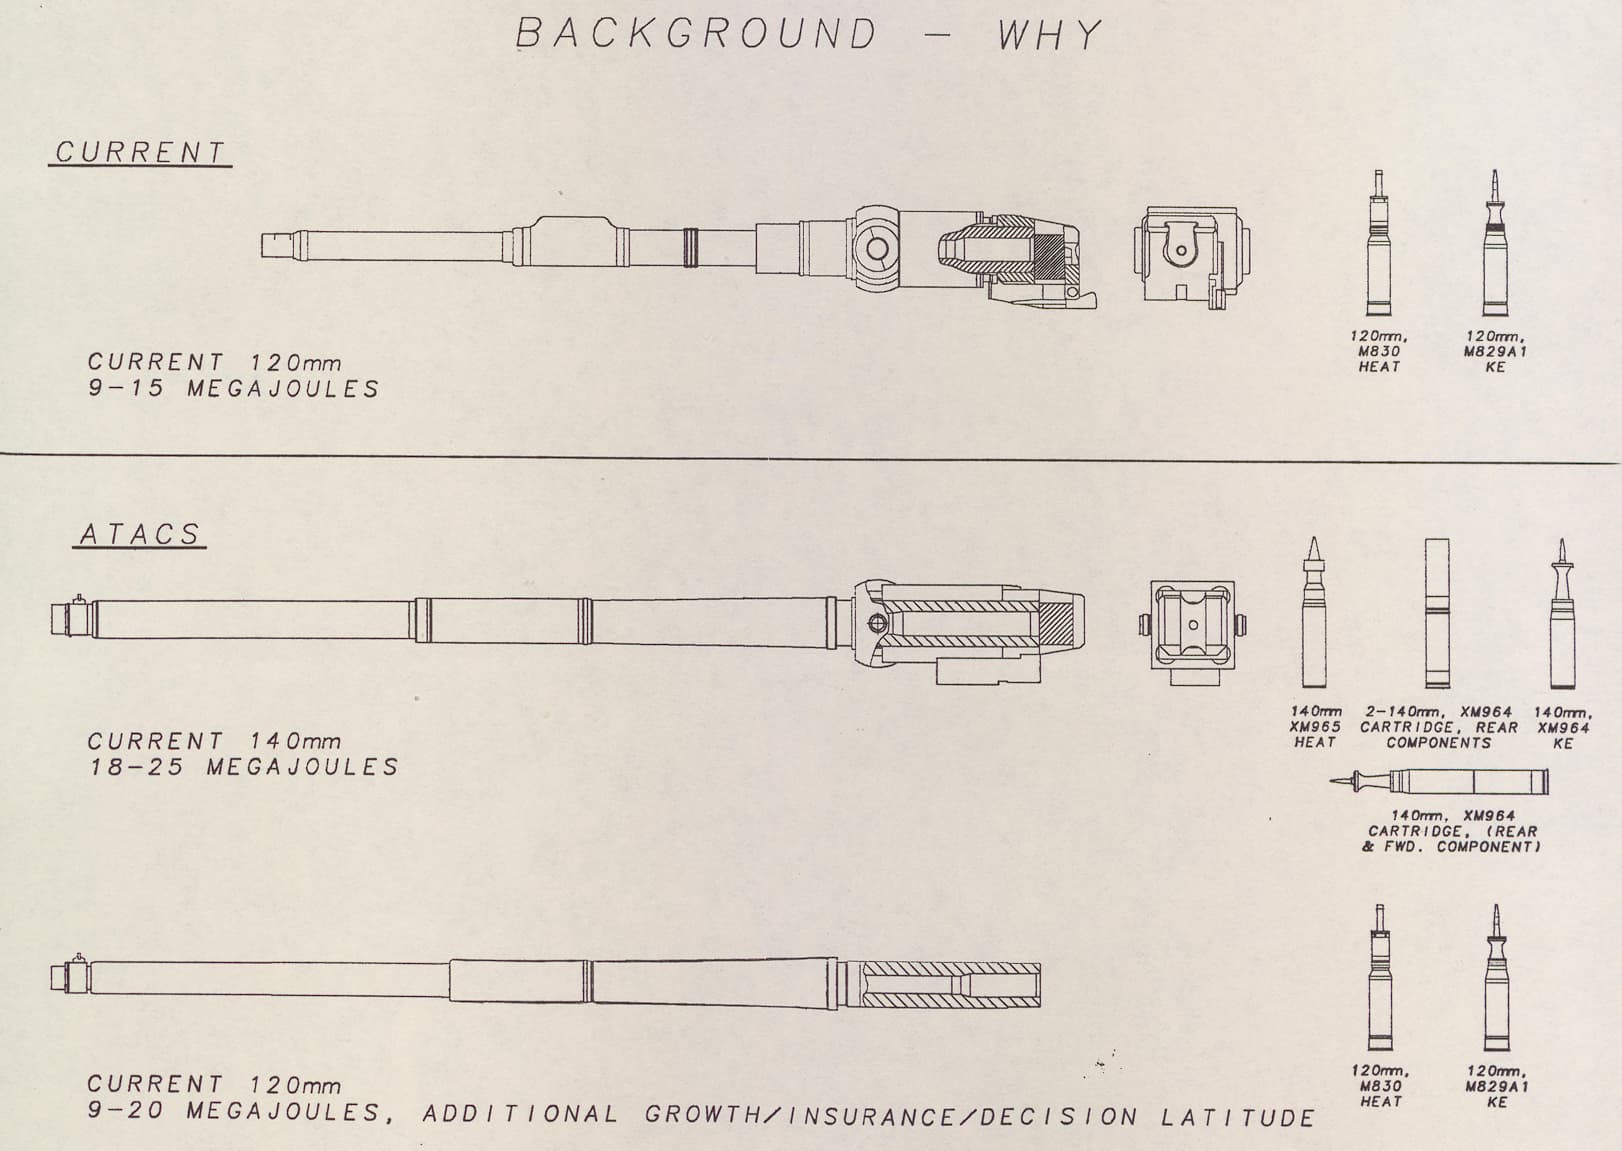 BACKGROUND - WHY
CURRENT
CURRENT 120mm
9-15 MEGAJOULES
120mm,
M830
HEAT
120mm,
M829A1
KE
ATACS
CURRENT 140mm
18-25 MEGAJOULES
140mm
XM965
HEAT
2-140mm, XM964
CARTRIDGE, REAR
COMPONENTS
140mm,
XM964
KE
140mm, XM964
CARTRIDGE, (REAR
& FWD. COMPONENT)
CURRENT 120mm
9-20 MEGAJOULES, ADDITIONAL GROWTH/INSURANCE/DECISION LATITUDE
120mm,
M830
HEAT
120mm,
M829A1
KE